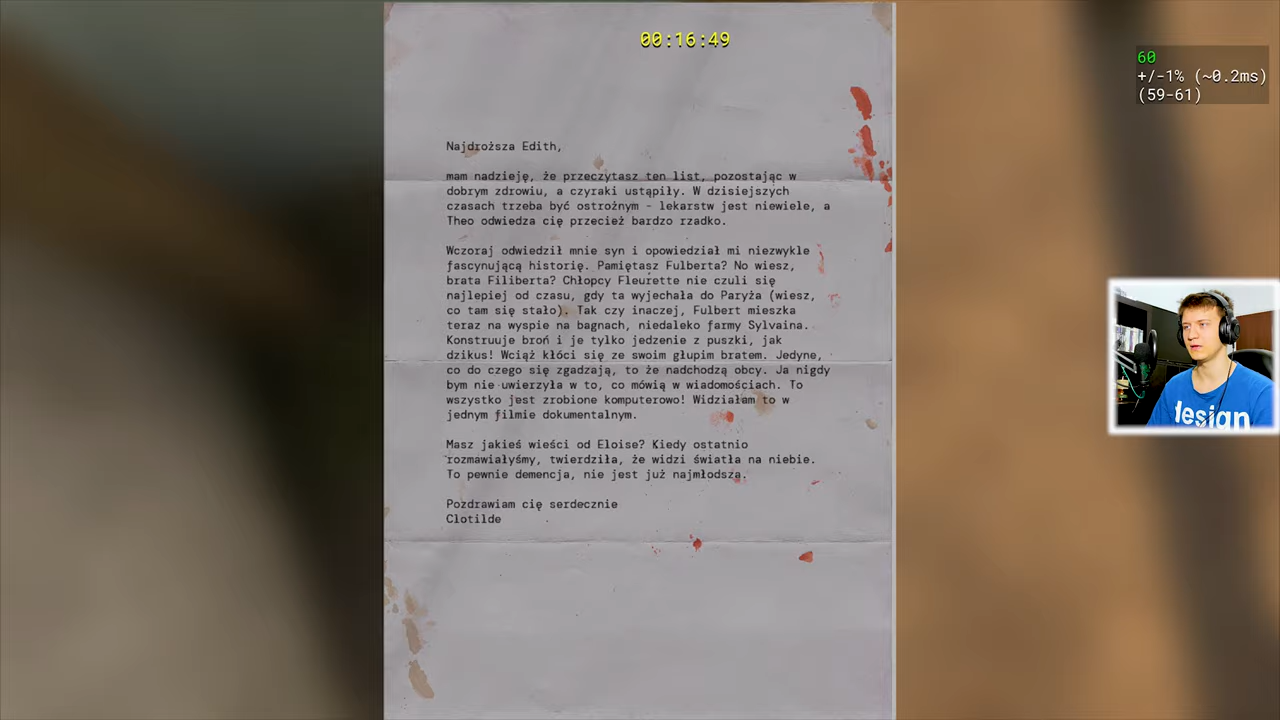 00:16:49
60
+/-1% (~0.2ms)
(59-61)
Najdroższa Edith,
mam nadzieję, że przeczytasz ten list, pozostając w
dobrym zdrowiu, a czyraki ustąpiły. W dzisiejszych
czasach trzeba być ostrożnym - lekarstw jest niewiele, a
Theo odwiedza cię przecież bardzo rzadko.
Wczoraj odwiedził mnie syn i opowiedział mi niezwykle
fascynującą historię. Pamiętasz Fulberta? No wiesz,
brata Filiberta? Chłopcy Fleurette nie czuli się
najlepiej od czasu, gdy ta wyjechała do Paryża (wiesz,
co tam się stało). Tak czy inaczej, Fulbert mieszka
teraz na wyspie na bagnach, niedaleko farmy Sylvaina.
Konstruuje broń i je tylko jedzenie z puszki, jak
dzikus! Wciąż kłóci się ze swoim głupim bratem. Jedyne,
co do czego się zgadzają, to że nadchodzą obcy. Ja nigdy
bym nie uwierzyła w to, co mówią w wiadomościach. To
wszystko jest zrobione komputerowo! Widziałam to w
jednym filmie dokumentalnym.
Masz jakieś wieści od Eloise? Kiedy ostatnio
rozmawiałyśmy, twierdziła, że widzi światła na niebie.
To pewnie demencja, nie jest już najmłodsza.
Pozdrawiam cię serdecznie
Clotilde
design